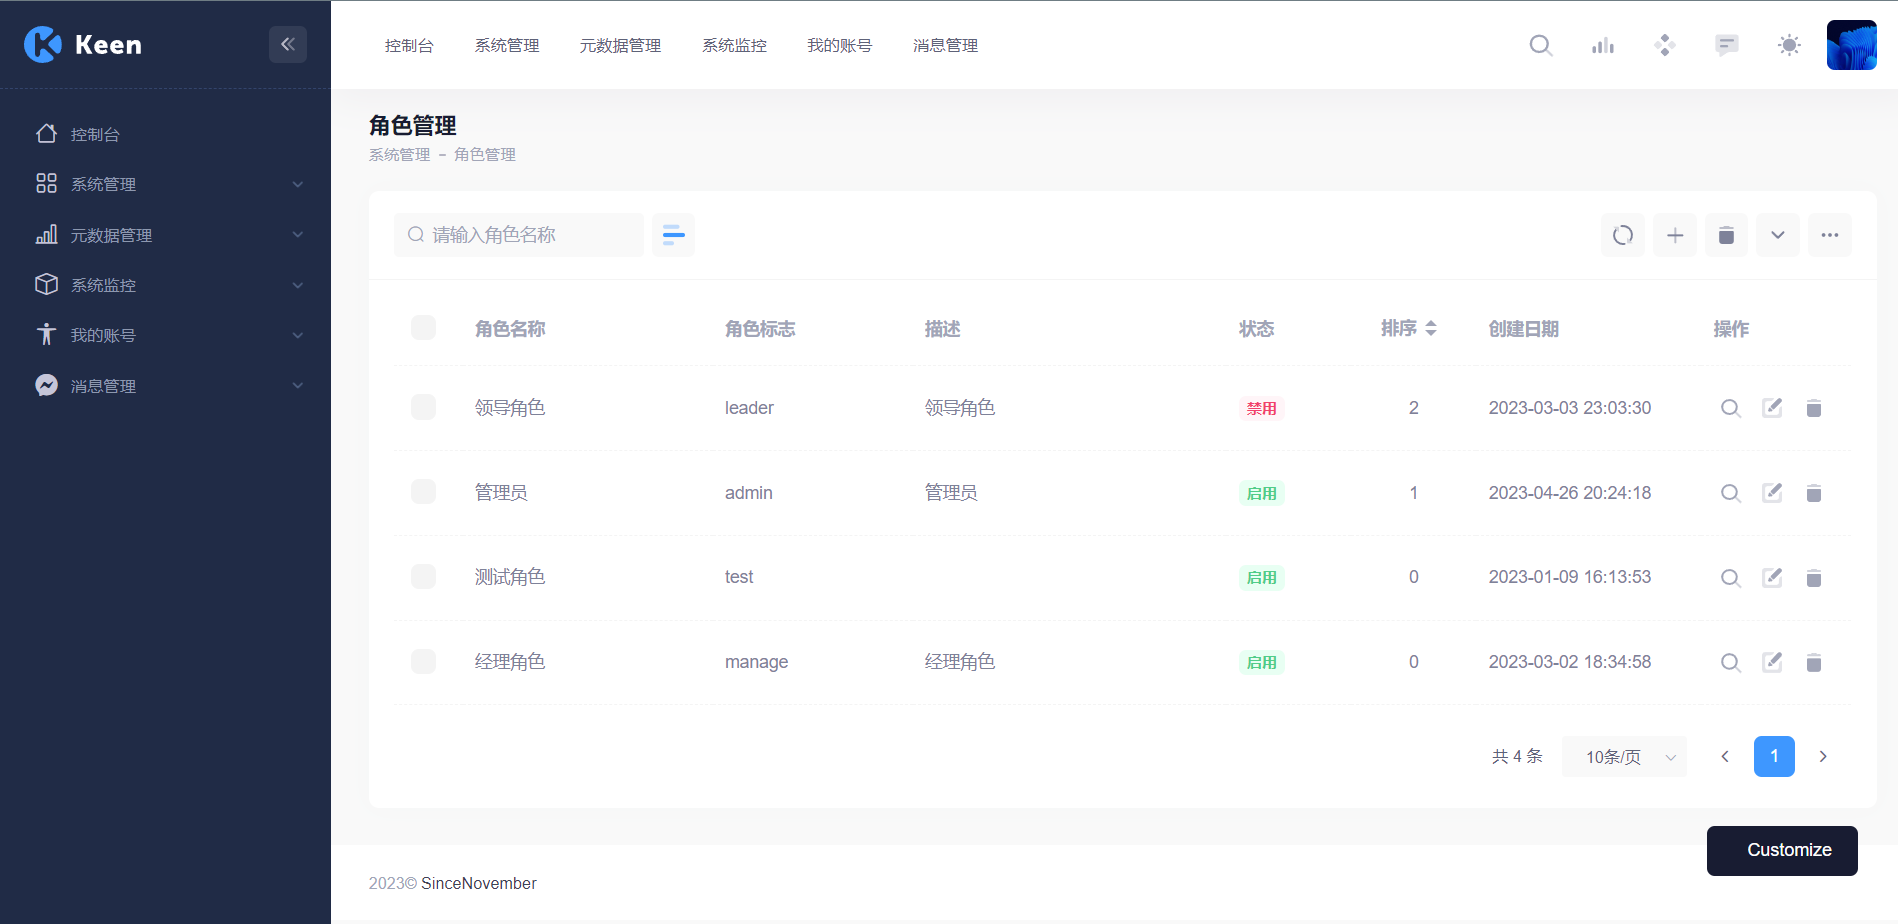 Keen
控制台
系统管理
元数据管理
系统监控
我的账号
消息管理
控制台 系统管理 元数据管理 系统监控 我的账号 消息管理
角色管理
系统管理 - 角色管理
请输入角色名称
角色名称 角色标志 描述 状态 排序 创建日期 操作
领导角色 leader 领导角色 禁用 2 2023-03-03 23:03:30
管理员 admin 管理员 启用 1 2023-04-26 20:24:18
测试角色 test 启用 0 2023-01-09 16:13:53
经理角色 manage 经理角色 启用 0 2023-03-02 18:34:58
共 4 条 10条/页 1
Customize
2023© SinceNovember